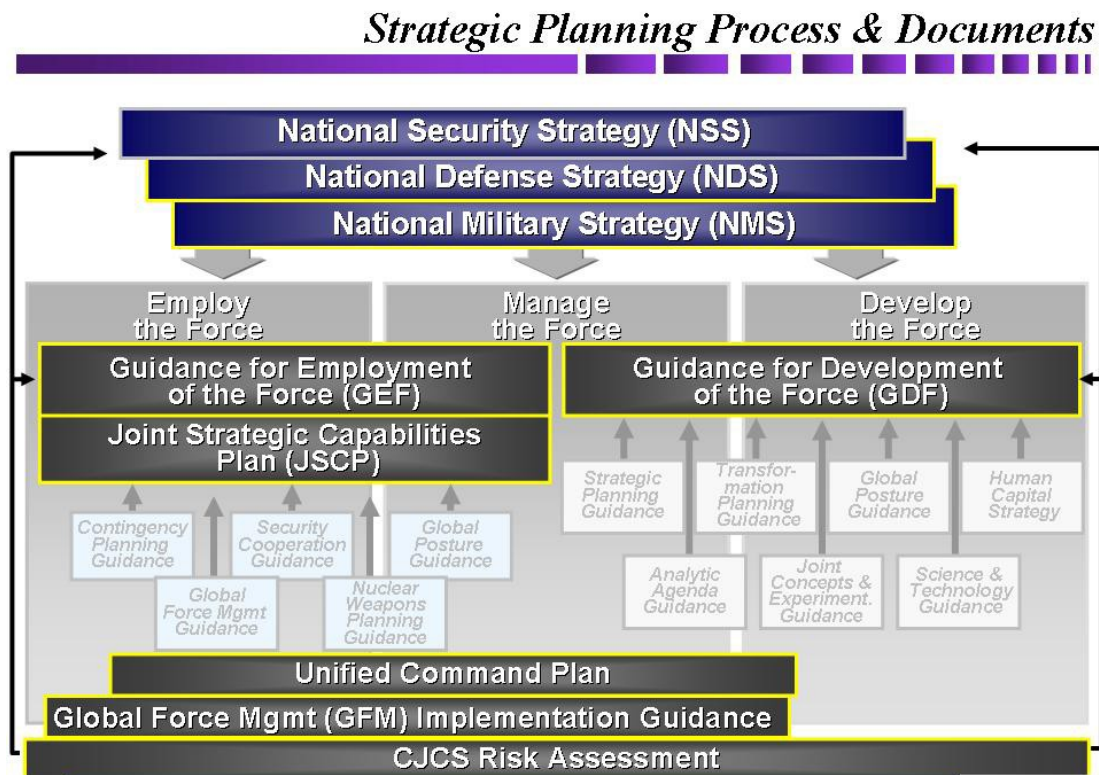 Strategic Planning Process & Documents
National Security Strategy (NSS)
National Defense Strategy (NDS)
National Military Strategy (NMS)
Employ
the Force
Manage
the Force
Develop
the Force
Guidance for Employment
of the Force (GEF)
Guidance for Development
of the Force (GDF)
Joint Strategic Capabilities
Plan (JSCP)
Contingency
Planning
Guidance
Security
Cooperation
Guidance
Global
Posture
Guidance
Strategic
Planning
Guidance
Transfor-
mation
Planning
Guidance
Global
Posture
Guidance
Human
Capital
Strategy
Global
Force Mgmt
Guidance
Nuclear
Weapons
Planning
Guidance
Analytic
Agenda
Guidance
Joint
Concepts &
Experiment.
Guidance
Science &
Technology
Guidance
Unified Command Plan
Global Force Mgmt (GFM) Implementation Guidance
CJCS Risk Assessment